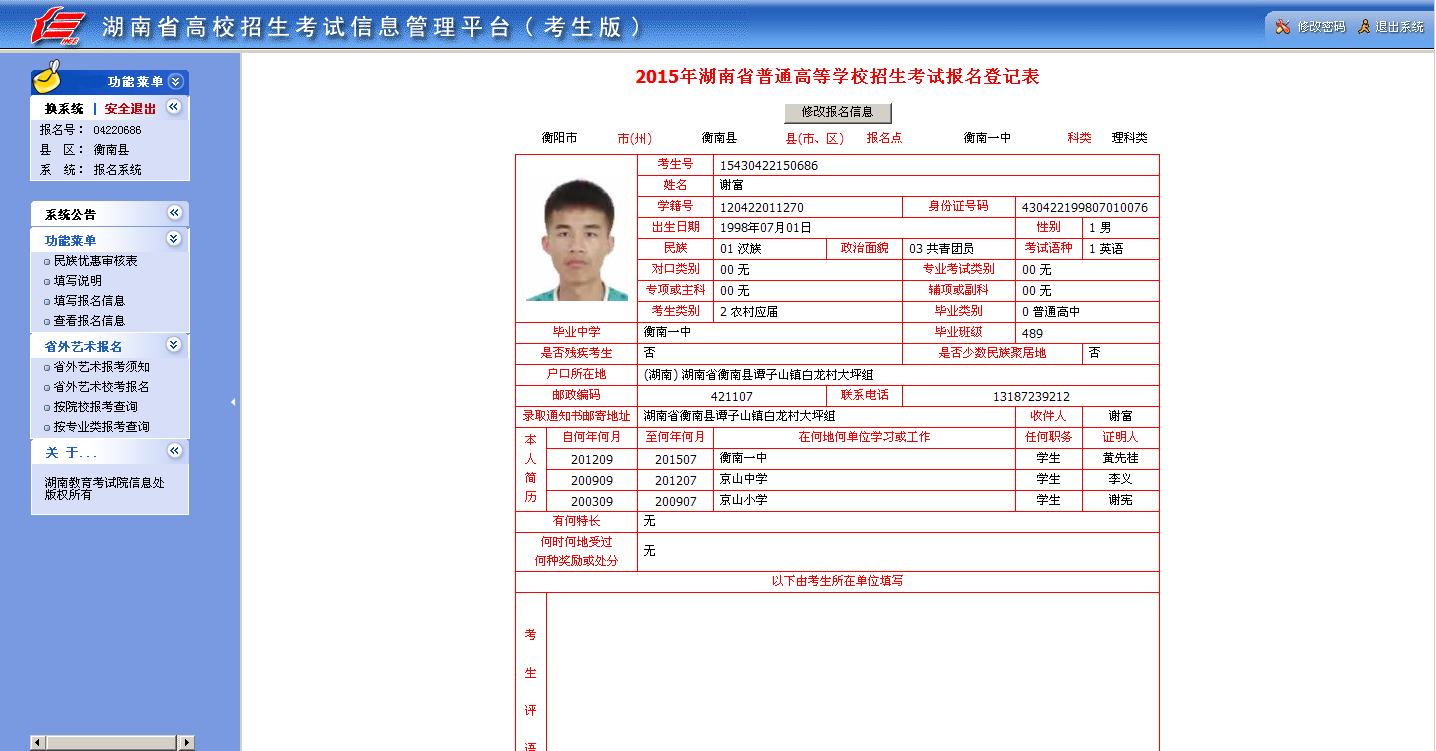 湖南省高校招生考试信息管理平台（考生版）
修改密码 退出系统
功能菜单
换系统 | 安全退出
报名号： 04220686
县 区： 衡南县
系 统： 报名系统
系统公告
功能菜单
民族优惠审核表
填写说明
填写报名信息
查看报名信息
省外艺术报名
省外艺术报考须知
省外艺术校考报名
按院校报考查询
按专业类报考查询
关 于...
湖南教育考试院信息处
版权所有
2015年湖南省普通高等学校招生考试报名登记表
修改报名信息
衡阳市 市(州) 衡南县 县(市、区) 报名点 衡南一中 科类 理科类
考生号 15430422150686
姓名 谢富
学籍号 120422011270 身份证号码 430422199807010076
出生日期 1998年07月01日 性别 1 男
民族 01 汉族 政治面貌 03 共青团员 考试语种 1 英语
对口类别 00 无 专业考试类别 00 无
专项或主科 00 无 辅项或副科 00 无
考生类别 2 农村应届 毕业类别 0 普通高中
毕业中学 衡南一中 毕业班级 489
是否残疾考生 否 是否少数民族聚居地 否
户口所在地 (湖南) 湖南省衡南县谭子山镇白龙村大坪组
邮政编码 421107 联系电话 13187239212
录取通知书邮寄地址 湖南省衡南县谭子山镇白龙村大坪组 收件人 谢富
本人简历 自何年何月 至何年何月 在何地何单位学习或工作 任何职务 证明人
201209 201507 衡南一中 学生 黄先桂
200909 201207 京山中学 学生 李义
200309 200907 京山小学 学生 谢宪
有何特长 无
何时何地受过
何种奖励或处分 无
以下由考生所在单位填写
考
生
评
语